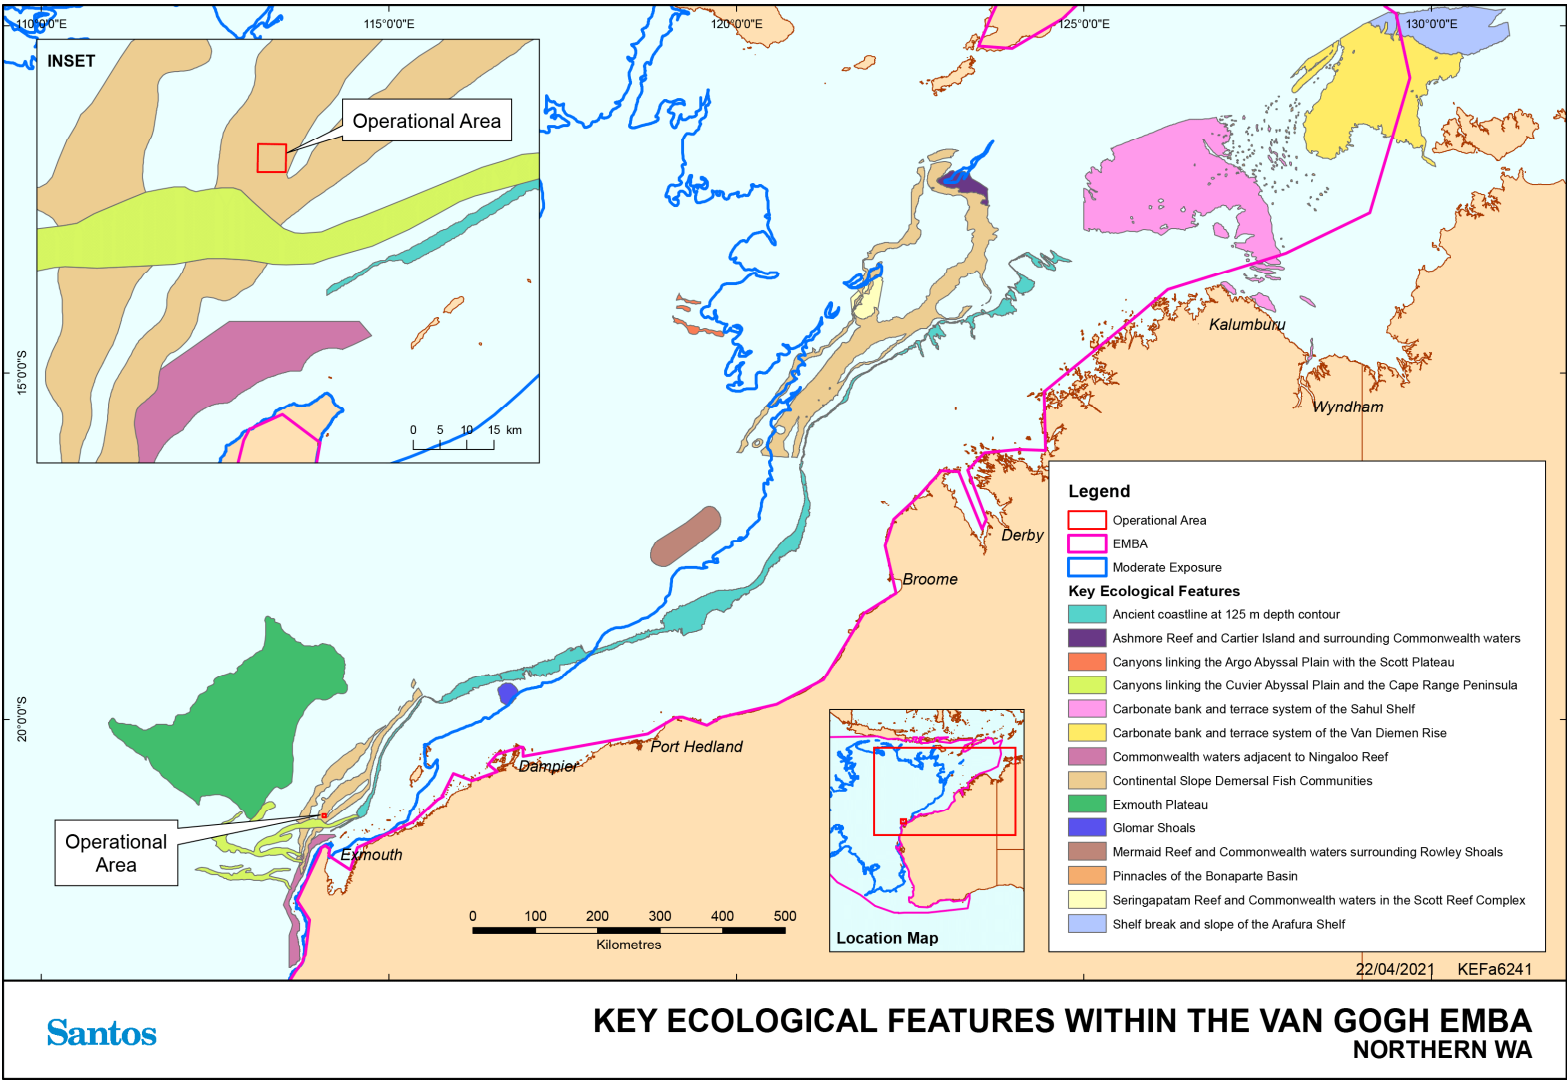 110°0'0"E
115°0'0"E
120°0'0"E
125°0'0"E
130°0'0"E
INSET
Operational Area
0 5 10 15 km
15°0'0"S
20°0'0"S
Kalumburu
Wyndham
Derby
Broome
Port Hedland
Dampier
Exmouth
Operational
Area
0 100 200 300 400 500
Kilometres
Location Map
Legend
Operational Area
EMBA
Moderate Exposure
Key Ecological Features
Ancient coastline at 125 m depth contour
Ashmore Reef and Cartier Island and surrounding Commonwealth waters
Canyons linking the Argo Abyssal Plain with the Scott Plateau
Canyons linking the Cuvier Abyssal Plain and the Cape Range Peninsula
Carbonate bank and terrace system of the Sahul Shelf
Carbonate bank and terrace system of the Van Diemen Rise
Commonwealth waters adjacent to Ningaloo Reef
Continental Slope Demersal Fish Communities
Exmouth Plateau
Glomar Shoals
Mermaid Reef and Commonwealth waters surrounding Rowley Shoals
Pinnacles of the Bonaparte Basin
Seringapatam Reef and Commonwealth waters in the Scott Reef Complex
Shelf break and slope of the Arafura Shelf
22/04/2021 KEFa6241
Santos
KEY ECOLOGICAL FEATURES WITHIN THE VAN GOGH EMBA
NORTHERN WA